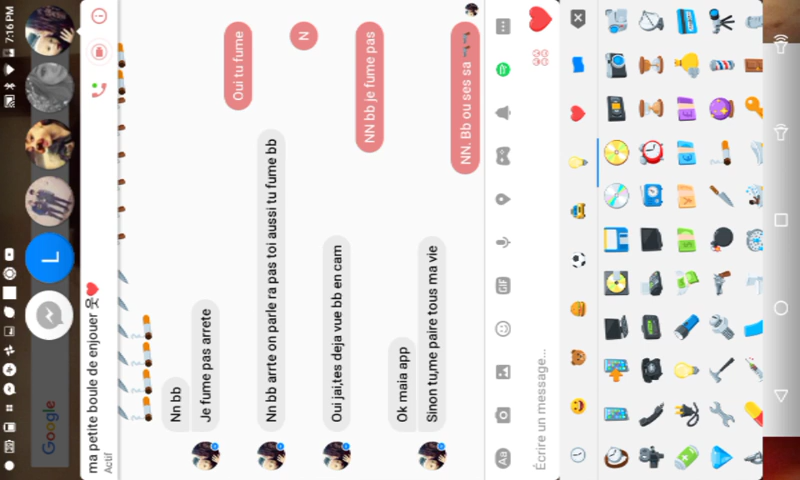 7:16 PM
Google
L
ma petite boule de enjouer 웃❤️
Actif
Nn bb
Je fume pas arrete
Oui tu fume
Nn bb arrte on parle ra pas toi aussi tu fume bb
N
Oui jai,tes deja vue bb en cam
NN bb je fume pas
Ok maia app
Sinon tu,me paire tous ma vie
NN. Bb ou ses sa 🔫🔫
Aa
GIF
Écrire un message...